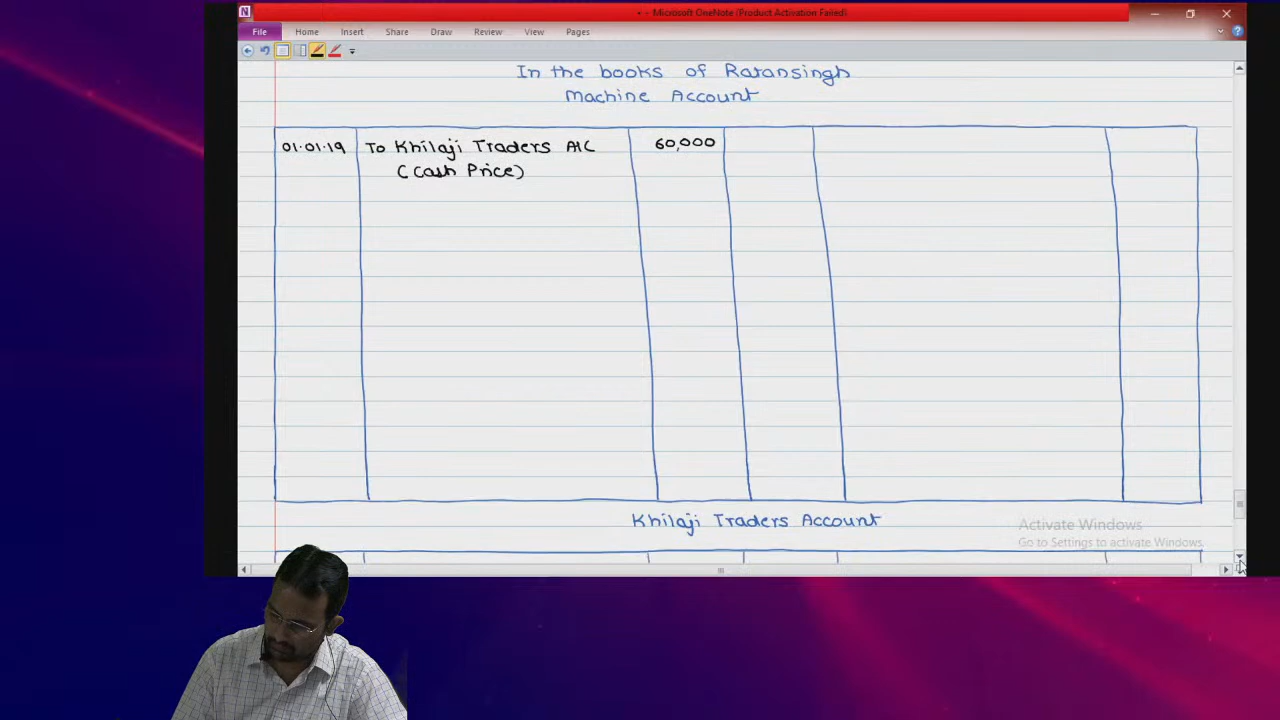 Microsoft OneNote (Product Activation Failed)
File Home Insert Share Draw Review View Pages
In the books of Ratansingh
Machine Account
01.01.19 To Khilaji Traders A/C 60,000
(Cash Price)
Khilaji Traders Account
Activate Windows
Go to Settings to activate Windows.